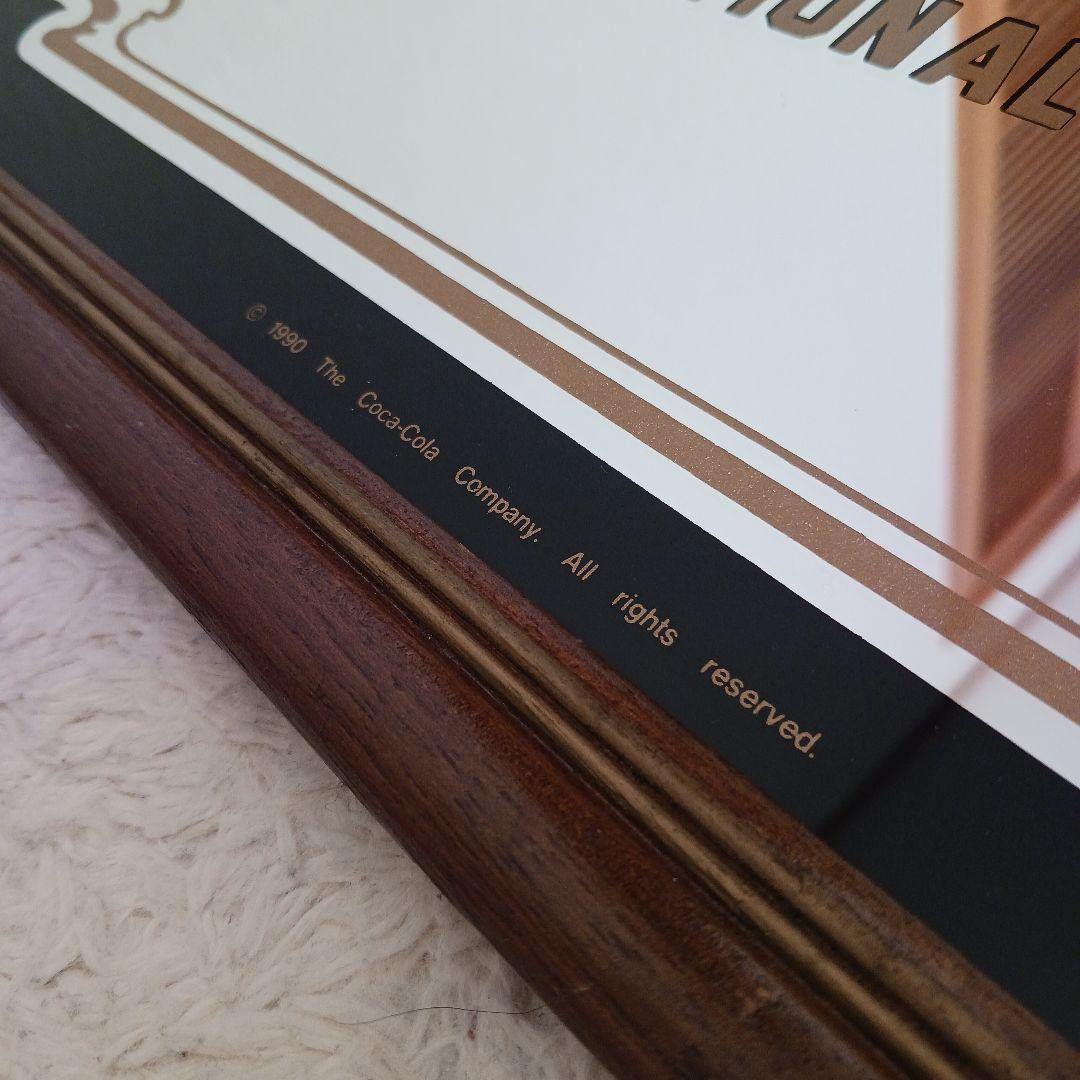 IONAL
© 1990 The Coca-Cola Company. All rights reserved.